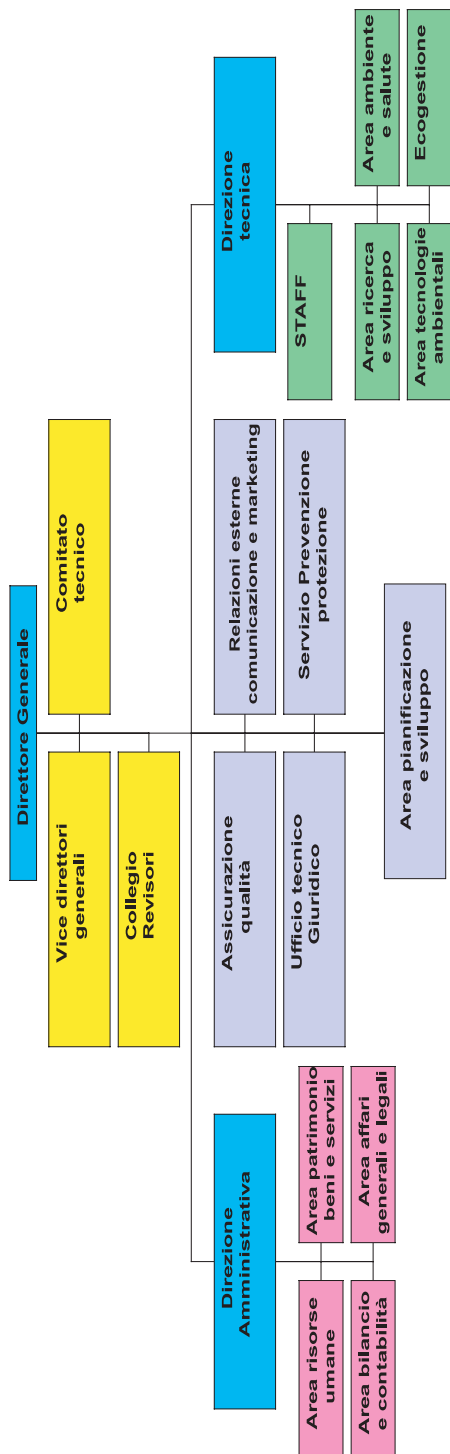 Direttore Generale
Vice direttori
generali
Comitato
tecnico
Collegio
Revisori
Direzione
Amministrativa
Assicurazione
qualità
Relazioni esterne
comunicazione e marketing
Direzione
tecnica
Area risorse
umane
Area patrimonio
beni e servizi
Ufficio tecnico
Giuridico
Servizio Prevenzione
protezione
STAFF
Area bilancio
e contabilità
Area affari
generali e legali
Area pianificazione
e sviluppo
Area ricerca
e sviluppo
Area ambiente
e salute
Area tecnologie
ambientali
Ecogestione